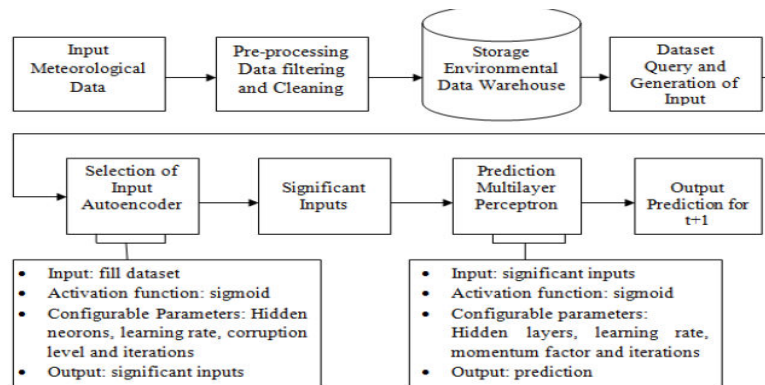 Input
Meteorological
Data
Pre-processing
Data filtering
and Cleaning
Storage
Environmental
Data Warehouse
Dataset
Query and
Generation of
Input
Selection of
Input
Autoencoder
Significant
Inputs
Prediction
Multilayer
Perceptron
Output
Prediction for
t+1
• Input: fill dataset
• Activation function: sigmoid
• Configurable Parameters: Hidden
neorons, learning rate, corruption
level and iterations
• Output: significant inputs
• Input: significant inputs
• Activation function: sigmoid
• Configurable parameters:
Hidden layers, learning rate,
momentum factor and iterations
• Output: prediction